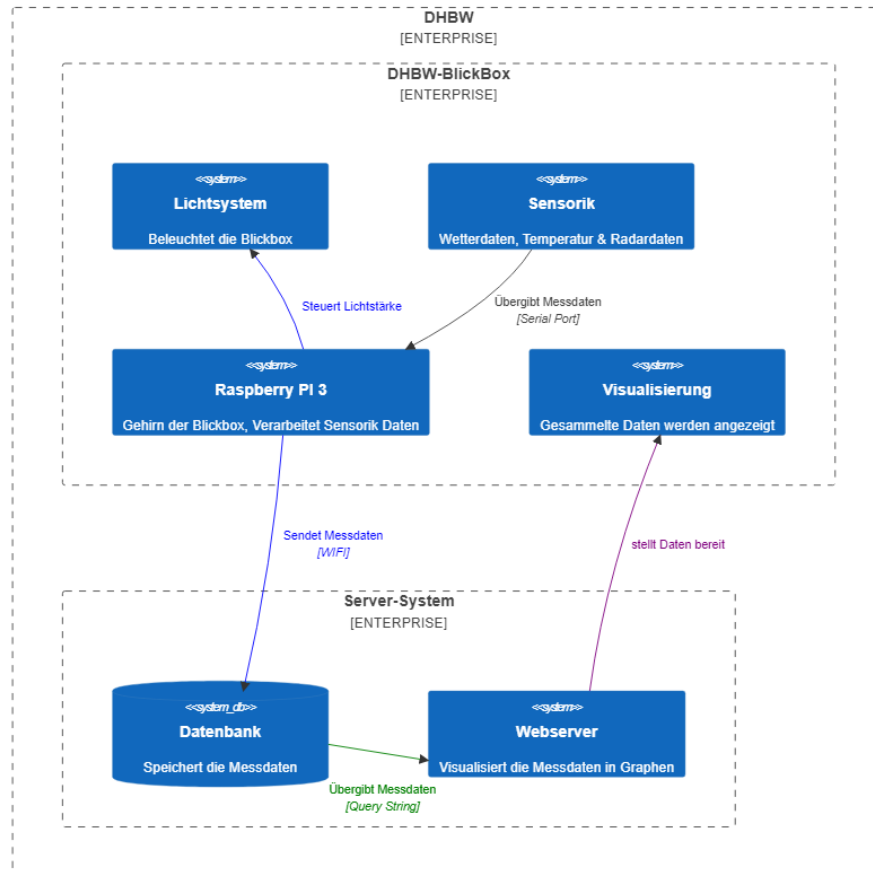 DHBW
[ENTERPRISE]
DHBW-BlickBox
[ENTERPRISE]
<<system>>
Lichtsystem
Beleuchtet die Blickbox
<<system>>
Sensorik
Wetterdaten, Temperatur & Radardaten
Steuert Lichtstärke
Übergibt Messdaten
[Serial Port]
<<system>>
Raspberry PI 3
Gehirn der Blickbox, Verarbeitet Sensorik Daten
<<system>>
Visualisierung
Gesammelte Daten werden angezeigt
Sendet Messdaten
[WIFI]
stellt Daten bereit
Server-System
[ENTERPRISE]
<<system_db>>
Datenbank
Speichert die Messdaten
<<system>>
Webserver
Visualisiert die Messdaten in Graphen
Übergibt Messdaten
[Query String]